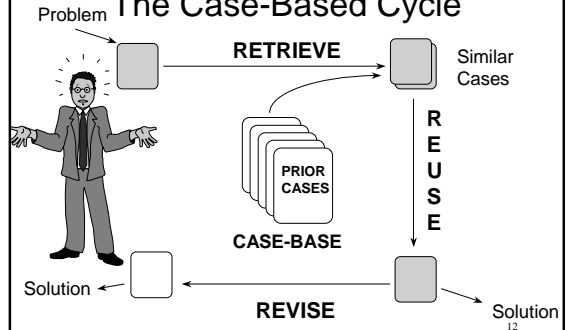 The Case-Based Cycle
Problem
RETRIEVE
Similar
Cases
R
E
U
S
E
PRIOR
CASES
CASE-BASE
Solution
REVISE
Solution
12